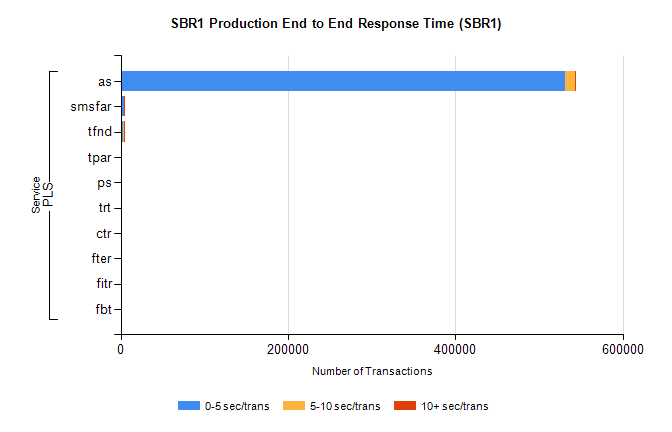 SBR1 Production End to End Response Time (SBR1)
Service
PLS
as
smsfar
tfnd
tpar
ps
trt
ctr
fter
fitr
fbt
0 200000 400000 600000
Number of Transactions
0-5 sec/trans 5-10 sec/trans 10+ sec/trans